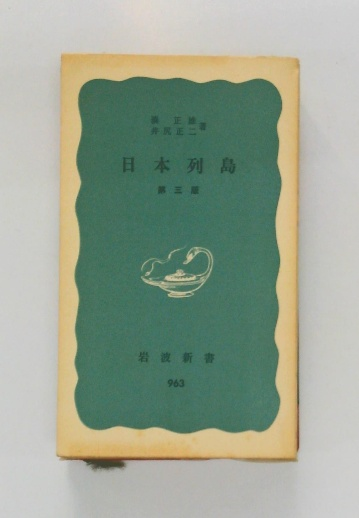 湊正雄
井尻正二
著
日本列島
第三版
岩波新書
963